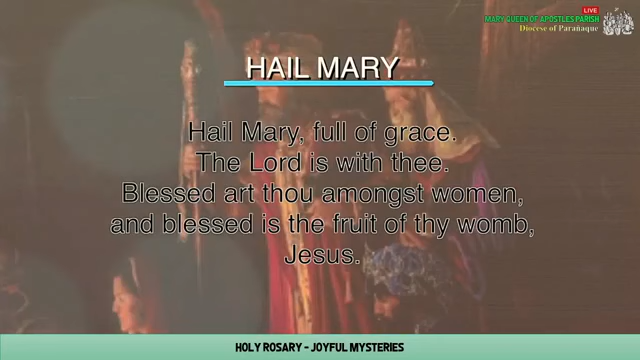 LIVE
MARY QUEEN OF APOSTLES PARISH
Diocese of Parañaque
HAIL MARY
Hail Mary, full of grace.
The Lord is with thee.
Blessed art thou amongst women,
and blessed is the fruit of thy womb,
Jesus.
HOLY ROSARY - JOYFUL MYSTERIES